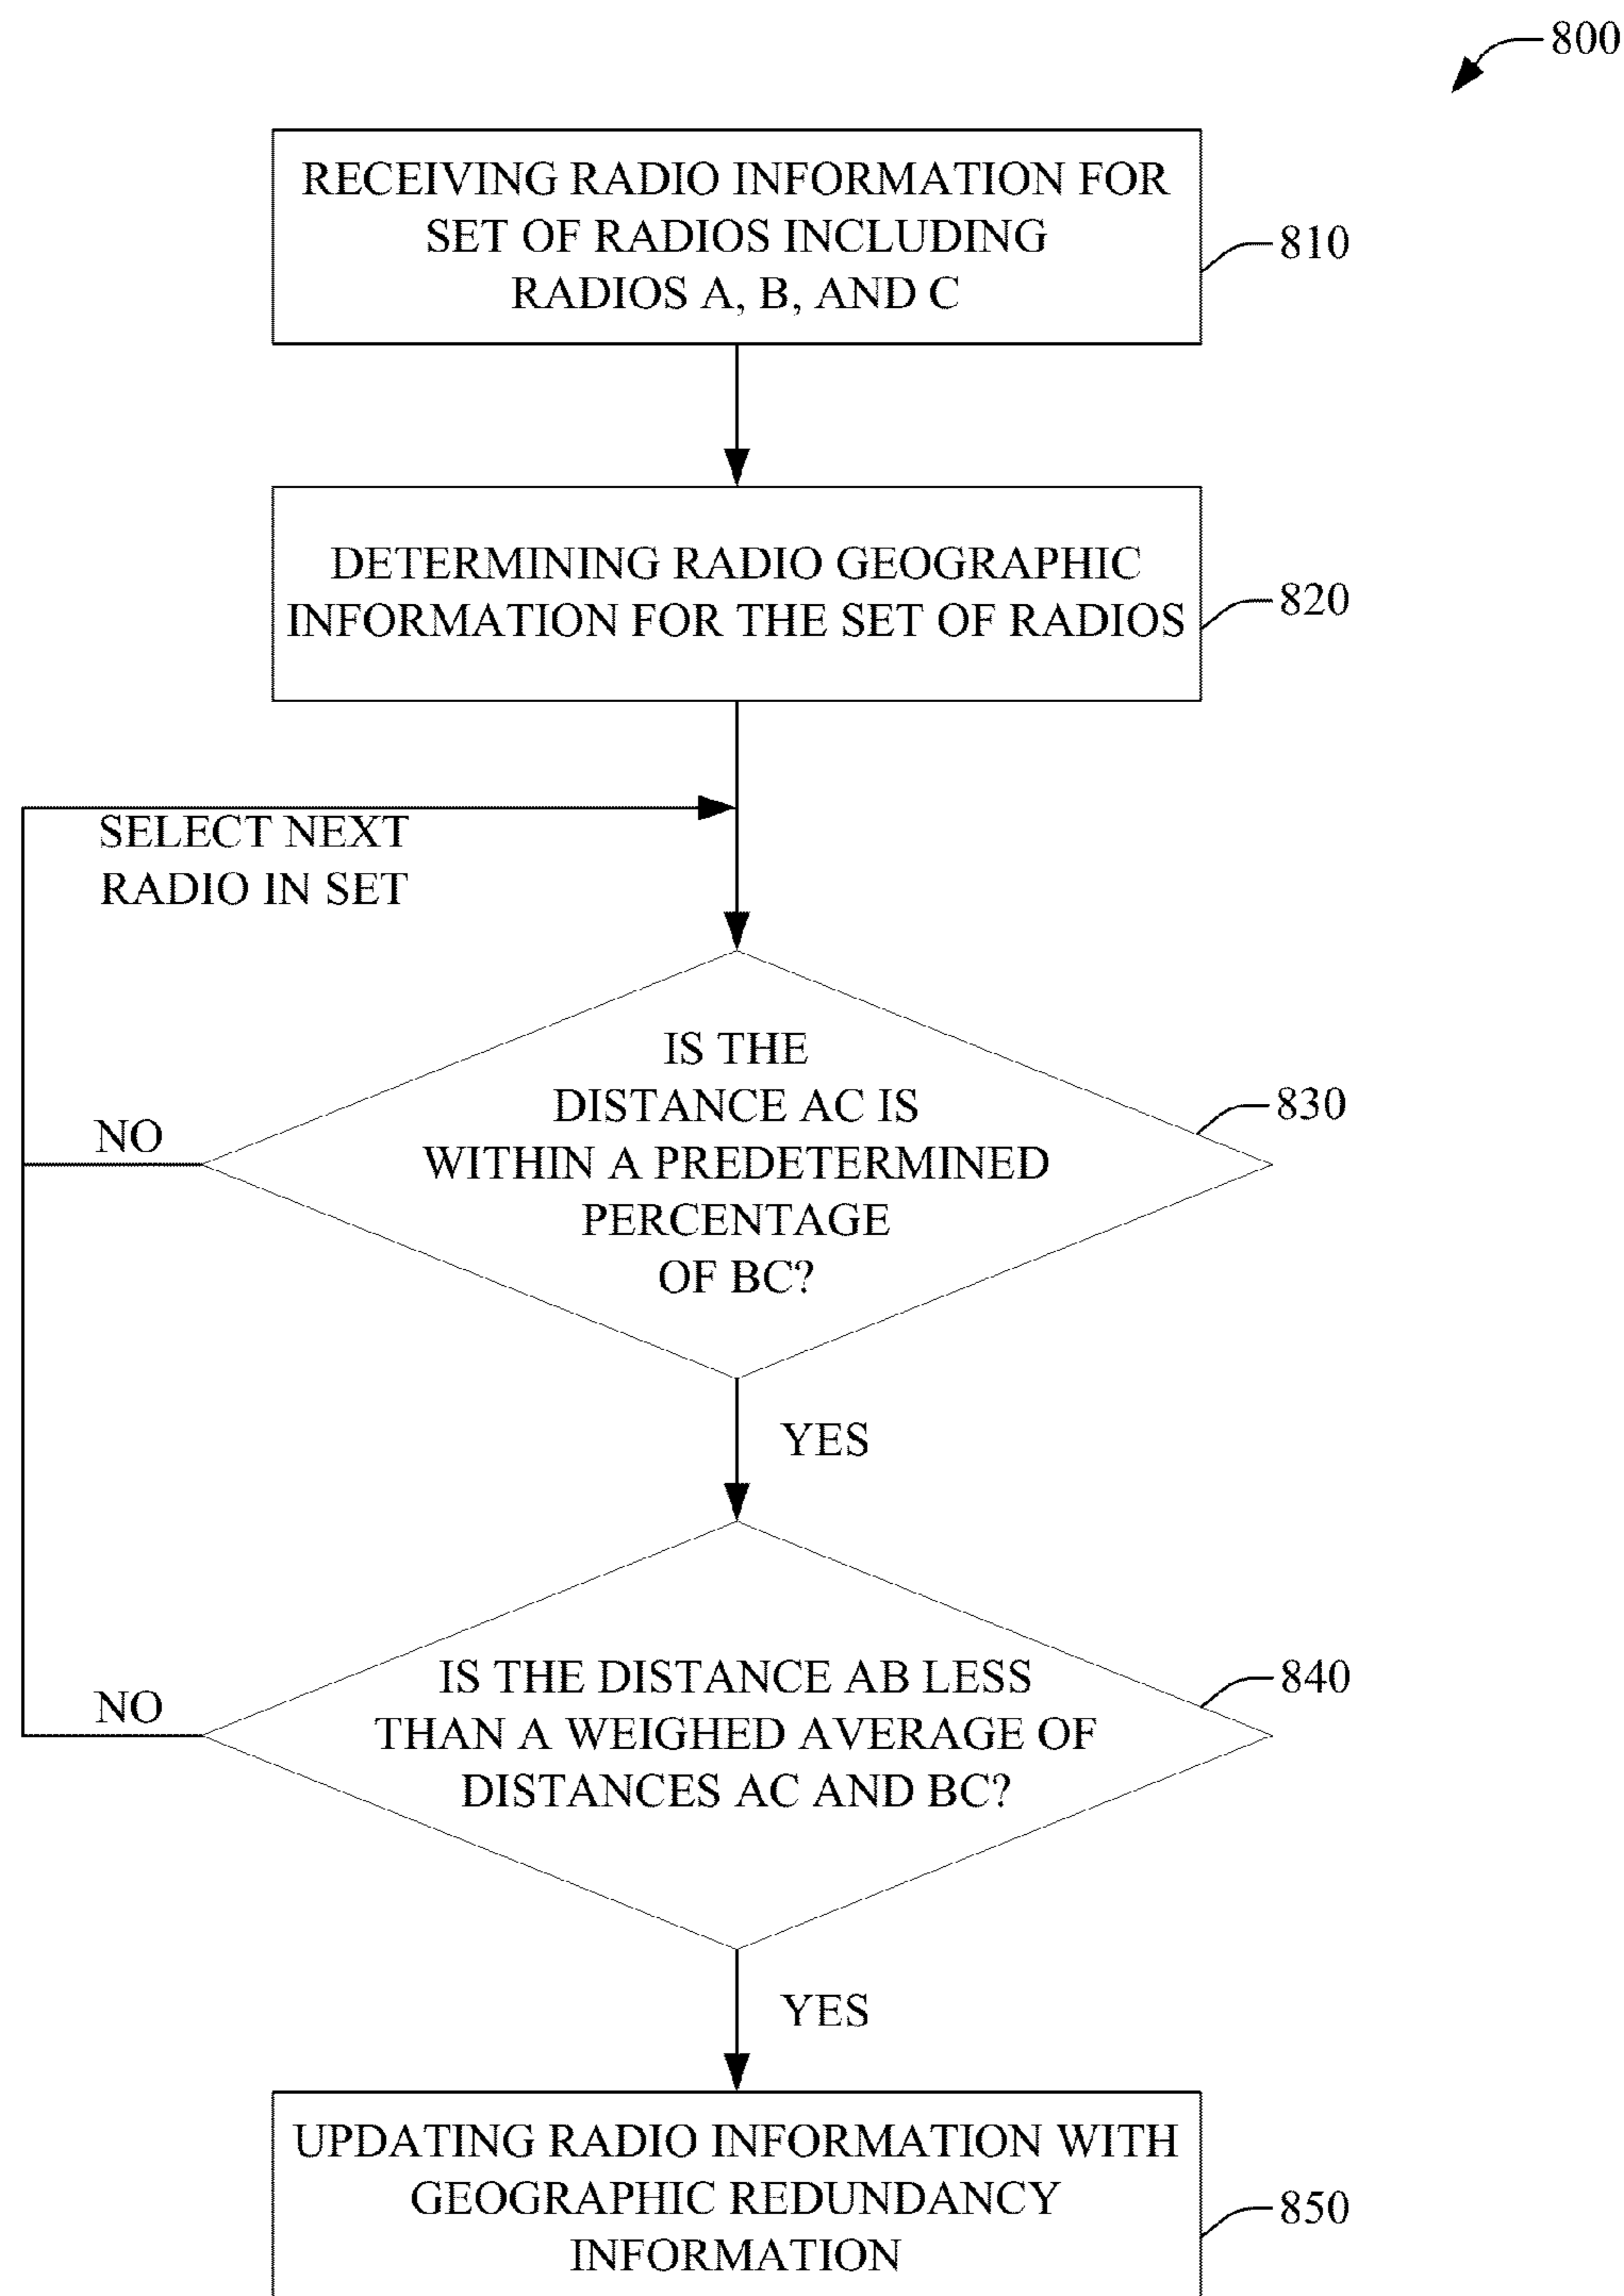 800
RECEIVING RADIO INFORMATION FOR
SET OF RADIOS INCLUDING
RADIOS A, B, AND C
810
DETERMINING RADIO GEOGRAPHIC
INFORMATION FOR THE SET OF RADIOS
820
SELECT NEXT
RADIO IN SET
IS THE
DISTANCE AC IS
WITHIN A PREDETERMINED
PERCENTAGE
OF BC?
830
NO
YES
IS THE DISTANCE AB LESS
THAN A WEIGHED AVERAGE OF
DISTANCES AC AND BC?
840
NO
YES
UPDATING RADIO INFORMATION WITH
GEOGRAPHIC REDUNDANCY
INFORMATION
850